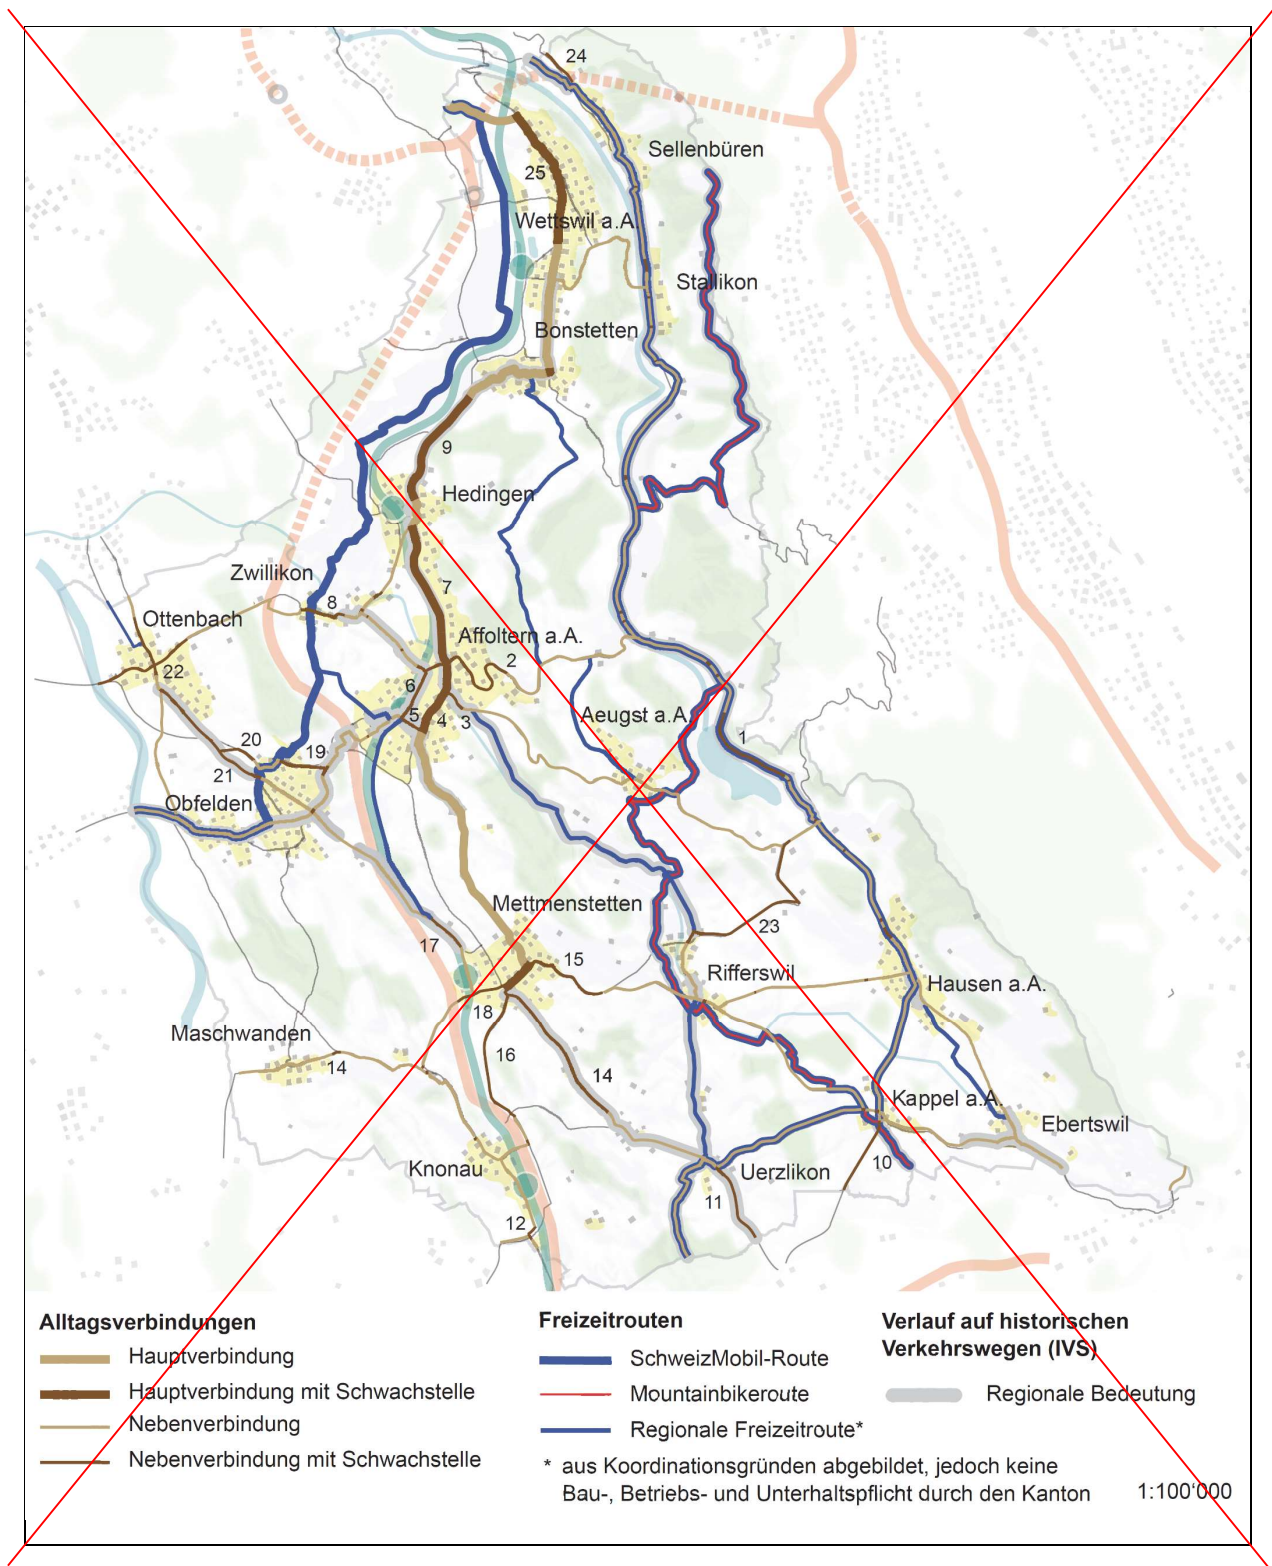 24
Sellenbüren
25
Wettswil a.A.
Stallikon
Bonstetten
9
Hedingen
Zwillikon
7
8
Ottenbach
Affoltern a.A.
2
22
6
5
4
3
Aeugst a.A.
1
20
19
21
Obfelden
Mettmenstetten
23
17
15
Rifferswil
Hausen a.A.
18
Maschwanden
16
14
14
Kappel a.A.
Ebertswil
Knonau
10
Uerzlikon
11
12
Alltagsverbindungen
Hauptverbindung
Hauptverbindung mit Schwachstelle
Nebenverbindung
Nebenverbindung mit Schwachstelle
Freizeitrouten
SchweizMobil-Route
Mountainbikeroute
Regionale Freizeitroute*
* aus Koordinationsgründen abgebildet, jedoch keine
Bau-, Betriebs- und Unterhaltspflicht durch den Kanton
Verlauf auf historischen
Verkehrswegen (IVS)
Regionale Bedeutung
1:100'000